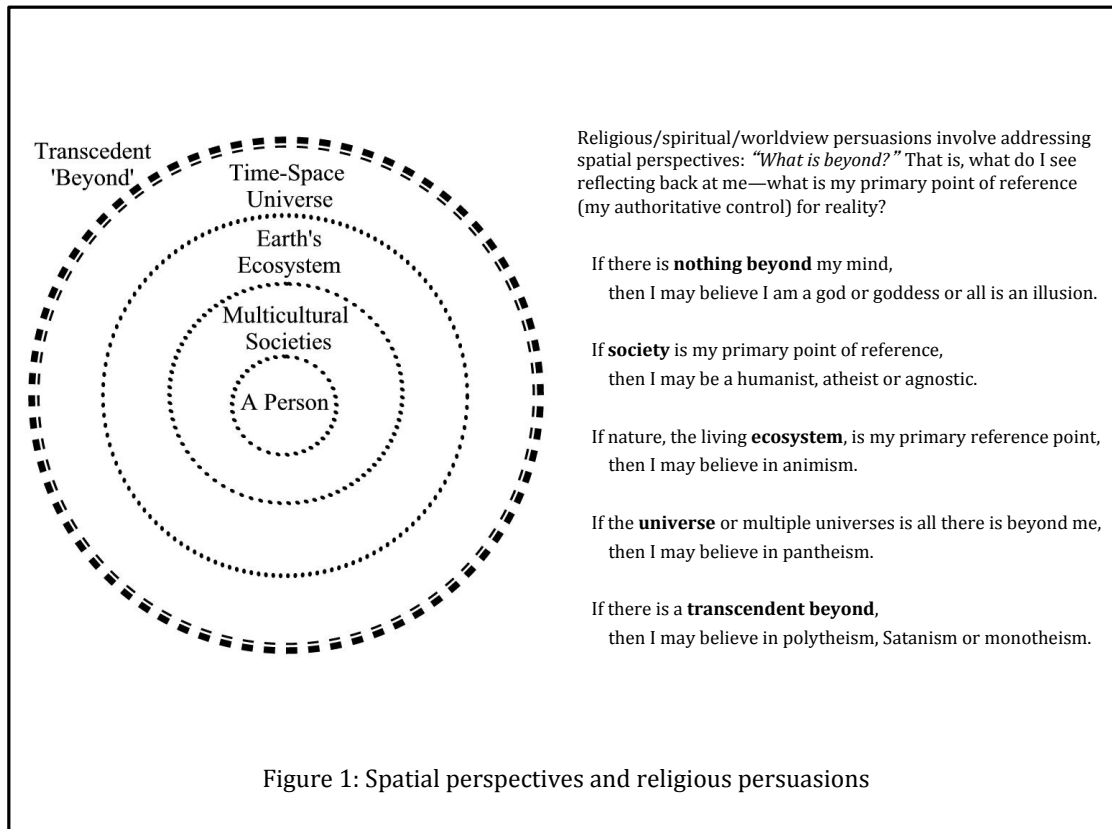 Transcedent
'Beyond'
Time-Space
Universe
Earth's
Ecosystem
Multicultural
Societies
A Person
Religious/spiritual/worldview persuasions involve addressing
spatial perspectives: “What is beyond?” That is, what do I see
reflecting back at me—what is my primary point of reference
(my authoritative control) for reality?
If there is nothing beyond my mind,
then I may believe I am a god or goddess or all is an illusion.
If society is my primary point of reference,
then I may be a humanist, atheist or agnostic.
If nature, the living ecosystem, is my primary reference point,
then I may believe in animism.
If the universe or multiple universes is all there is beyond me,
then I may believe in pantheism.
If there is a transcendent beyond,
then I may believe in polytheism, Satanism or monotheism.
Figure 1: Spatial perspectives and religious persuasions